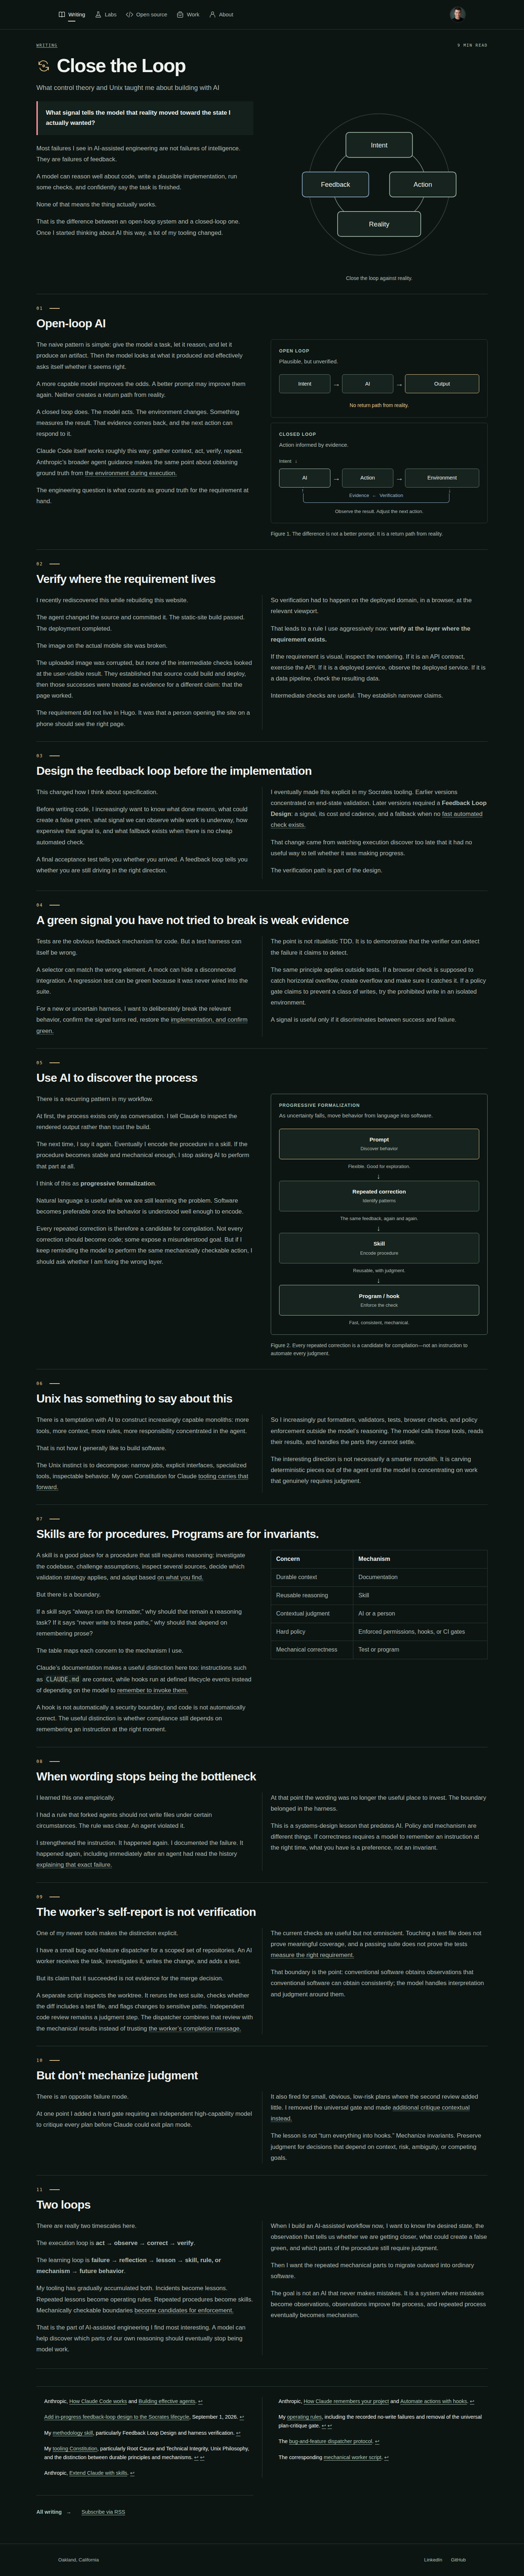 Writing
Labs
Open source
Work
About
WRITING
9 MIN READ
Close the Loop
What control theory and Unix taught me about building with AI
What signal tells the model that reality moved toward the state I
actually wanted?
Most failures I see in AI-assisted engineering are not failures of intelligence.
They are failures of feedback.
A model can reason well about code, write a plausible implementation, run
some checks, and confidently say the task is finished.
None of that means the thing actually works.
That is the difference between an open-loop system and a closed-loop one.
Once I started thinking about AI this way, a lot of my tooling changed.
Intent
Feedback
Action
Reality
Close the loop against reality.
01
Open-loop AI
The naive pattern is simple: give the model a task, let it reason, and let it
produce an artifact. Then the model looks at what it produced and effectively
asks itself whether it seems right.
A more capable model improves the odds. A better prompt may improve them
again. Neither creates a return path from reality.
A closed loop does. The model acts. The environment changes. Something
measures the result. That evidence comes back, and the next action can
respond to it.
Claude Code itself works roughly this way: gather context, act, verify, repeat.
Anthropic's broader agent guidance makes the same point about obtaining
ground truth from the environment during execution.
The engineering question is what counts as ground truth for the requirement at
hand.
OPEN LOOP
Plausible, but unverified.
Intent → AI → Output
No return path from reality.
CLOSED LOOP
Action informed by evidence.
Intent ↓
AI → Action → Environment
Evidence ← Verification
Observe the result. Adjust the next action.
Figure 1. The difference is not a better prompt. It is a return path from reality.
02
Verify where the requirement lives
I recently rediscovered this while rebuilding this website.
The agent changed the source and committed it. The static-site build passed.
The deployment completed.
The image on the actual mobile site was broken.
The uploaded image was corrupted, but none of the intermediate checks looked
at the user-visible result. They established that source could build and deploy,
then those successes were treated as evidence for a different claim: that the
page worked.
The requirement did not live in Hugo. It was that a person opening the site on a
phone should see the right page.
So verification had to happen on the deployed domain, in a browser, at the
relevant viewport.
That leads to a rule I use aggressively now: verify at the layer where the
requirement exists.
If the requirement is visual, inspect the rendering. If it is an API contract,
exercise the API. If it is a deployed service, observe the deployed service. If it is
a data pipeline, check the resulting data.
Intermediate checks are useful. They establish narrower claims.
03
Design the feedback loop before the implementation
This changed how I think about specification.
Before writing code, I increasingly want to know what done means, what could
create a false green, what signal we can observe while work is underway, how
expensive that signal is, and what fallback exists when there is no cheap
automated check.
A final acceptance test tells you whether you arrived. A feedback loop tells you
whether you are still driving in the right direction.
I eventually made this explicit in my Socrates tooling. Earlier versions
concentrated on end-state validation. Later versions required a Feedback Loop
Design: a signal, its cost and cadence, and a fallback when no fast automated
check exists.
That change came from watching execution discover too late that it had no
useful way to tell whether it was making progress.
The verification path is part of the design.
04
A green signal you have not tried to break is weak evidence
Tests are the obvious feedback mechanism for code. But a test harness can
itself be wrong.
A selector can match the wrong element. A mock can hide a disconnected
integration. A regression test can be green because it was never wired into the
suite.
For a new or uncertain harness, I want to deliberately break the relevant
behavior, confirm the signal turns red, restore the implementation, and confirm
green.
The point is not ritualistic TDD. It is to demonstrate that the verifier can detect
the failure it claims to detect.
The same principle applies outside tests. If a browser check is supposed to
catch horizontal overflow, create overflow and make sure it catches it. If a policy
gate claims to prevent a class of writes, try the prohibited write in an isolated
environment.
A signal is useful only if it discriminates between success and failure.
05
Use AI to discover the process
There is a recurring pattern in my workflow.
At first, the process exists only as conversation. I tell Claude to inspect the
rendered output rather than trust the build.
The next time, I say it again. Eventually I encode the procedure in a skill. If the
procedure becomes stable and mechanical enough, I stop asking AI to perform
that part at all.
I think of this as progressive formalization.
Natural language is useful while we are still learning the problem. Software
becomes preferable once the behavior is understood well enough to encode.
Every repeated correction is therefore a candidate for compilation. Not every
correction should become code; some expose a misunderstood goal. But if I
keep reminding the model to perform the same mechanically checkable action, I
should ask whether I am fixing the wrong layer.
PROGRESSIVE FORMALIZATION
As uncertainty falls, move behavior from language into software.
Prompt
Discover behavior
Flexible. Good for exploration.
↓
Repeated correction
Identify patterns
The same feedback, again and again.
↓
Skill
Encode procedure
Reusable, with judgment.
↓
Program / hook
Enforce the check
Fast, consistent, mechanical.
Figure 2. Every repeated correction is a candidate for compilation—not an instruction to
automate every judgment.
06
Unix has something to say about this
There is a temptation with AI to construct increasingly capable monoliths: more
tools, more context, more rules, more responsibility concentrated in the agent.
That is not how I generally like to build software.
The Unix instinct is to decompose: narrow jobs, explicit interfaces, specialized
tools, inspectable behavior. My own Constitution for Claude tooling carries that
forward.
So I increasingly put formatters, validators, tests, browser checks, and policy
enforcement outside the model's reasoning. The model calls those tools, reads
their results, and handles the parts they cannot settle.
The interesting direction is not necessarily a smarter monolith. It is carving
deterministic pieces out of the agent until the model is concentrating on work
that genuinely requires judgment.
07
Skills are for procedures. Programs are for invariants.
A skill is a good place for a procedure that still requires reasoning: investigate
the codebase, challenge assumptions, inspect several sources, decide which
validation strategy applies, and adapt based on what you find.
But there is a boundary.
If a skill says "always run the formatter," why should that remain a reasoning
task? If it says "never write to these paths," why should that depend on
remembering prose?
The table maps each concern to the mechanism I use.
Claude's documentation makes a useful distinction here too: instructions such
as CLAUDE.md are context, while hooks run at defined lifecycle events instead
of depending on the model to remember to invoke them.
A hook is not automatically a security boundary, and code is not automatically
correct. The useful distinction is whether compliance still depends on
remembering an instruction at the right moment.
Concern Mechanism
Durable context Documentation
Reusable reasoning Skill
Contextual judgment AI or a person
Hard policy Enforced permissions, hooks, or CI gates
Mechanical correctness Test or program
08
When wording stops being the bottleneck
I learned this one empirically.
I had a rule that forked agents should not write files under certain
circumstances. The rule was clear. An agent violated it.
I strengthened the instruction. It happened again. I documented the failure. It
happened again, including immediately after an agent had read the history
explaining that exact failure.
At that point the wording was no longer the useful place to invest. The boundary
belonged in the harness.
This is a systems-design lesson that predates AI. Policy and mechanism are
different things. If correctness requires a model to remember an instruction at
the right time, what you have is a preference, not an invariant.
09
The worker's self-report is not verification
One of my newer tools makes the distinction explicit.
I have a small bug-and-feature dispatcher for a scoped set of repositories. An AI
worker receives the task, investigates it, writes the change, and adds a test.
But its claim that it succeeded is not evidence for the merge decision.
A separate script inspects the worktree. It reruns the test suite, checks whether
the diff includes a test file, and flags changes to sensitive paths. Independent
code review remains a judgment step. The dispatcher combines that review with
the mechanical results instead of trusting the worker's completion message.
The current checks are useful but not omniscient. Touching a test file does not
prove meaningful coverage, and a passing suite does not prove the tests
measure the right requirement.
That boundary is the point: conventional software obtains observations that
conventional software can obtain consistently; the model handles interpretation
and judgment around them.
10
But don't mechanize judgment
There is an opposite failure mode.
At one point I added a hard gate requiring an independent high-capability model
to critique every plan before Claude could exit plan mode.
It also fired for small, obvious, low-risk plans where the second review added
little. I removed the universal gate and made additional critique contextual
instead.
The lesson is not "turn everything into hooks." Mechanize invariants. Preserve
judgment for decisions that depend on context, risk, ambiguity, or competing
goals.
11
Two loops
There are really two timescales here.
The execution loop is act → observe → correct → verify.
The learning loop is failure → reflection → lesson → skill, rule, or
mechanism → future behavior.
My tooling has gradually accumulated both. Incidents become lessons.
Repeated lessons become operating rules. Repeated procedures become skills.
Mechanically checkable boundaries become candidates for enforcement.
That is the part of AI-assisted engineering I find most interesting. A model can
help discover which parts of our own reasoning should eventually stop being
model work.
When I build an AI-assisted workflow now, I want to know the desired state, the
observation that tells us whether we are getting closer, what could create a false
green, and which parts of the procedure still require judgment.
Then I want the repeated mechanical parts to migrate outward into ordinary
software.
The goal is not an AI that never makes mistakes. It is a system where mistakes
become observations, observations improve the process, and repeated process
eventually becomes mechanism.
Anthropic, How Claude Code works and Building effective agents. ↩
Add in-progress feedback-loop design to the Socrates lifecycle, September 1, 2026. ↩
My methodology skill, particularly Feedback Loop Design and harness verification. ↩
My tooling Constitution, particularly Root Cause and Technical Integrity, Unix Philosophy,
and the distinction between durable principles and mechanisms. ↩ ↩
Anthropic, Extend Claude with skills. ↩
Anthropic, How Claude remembers your project and Automate actions with hooks. ↩
My operating rules, including the recorded no-write failures and removal of the universal
plan-critique gate. ↩ ↩
The bug-and-feature dispatcher protocol. ↩
The corresponding mechanical worker script. ↩
All writing → Subscribe via RSS
Oakland, California
LinkedIn GitHub